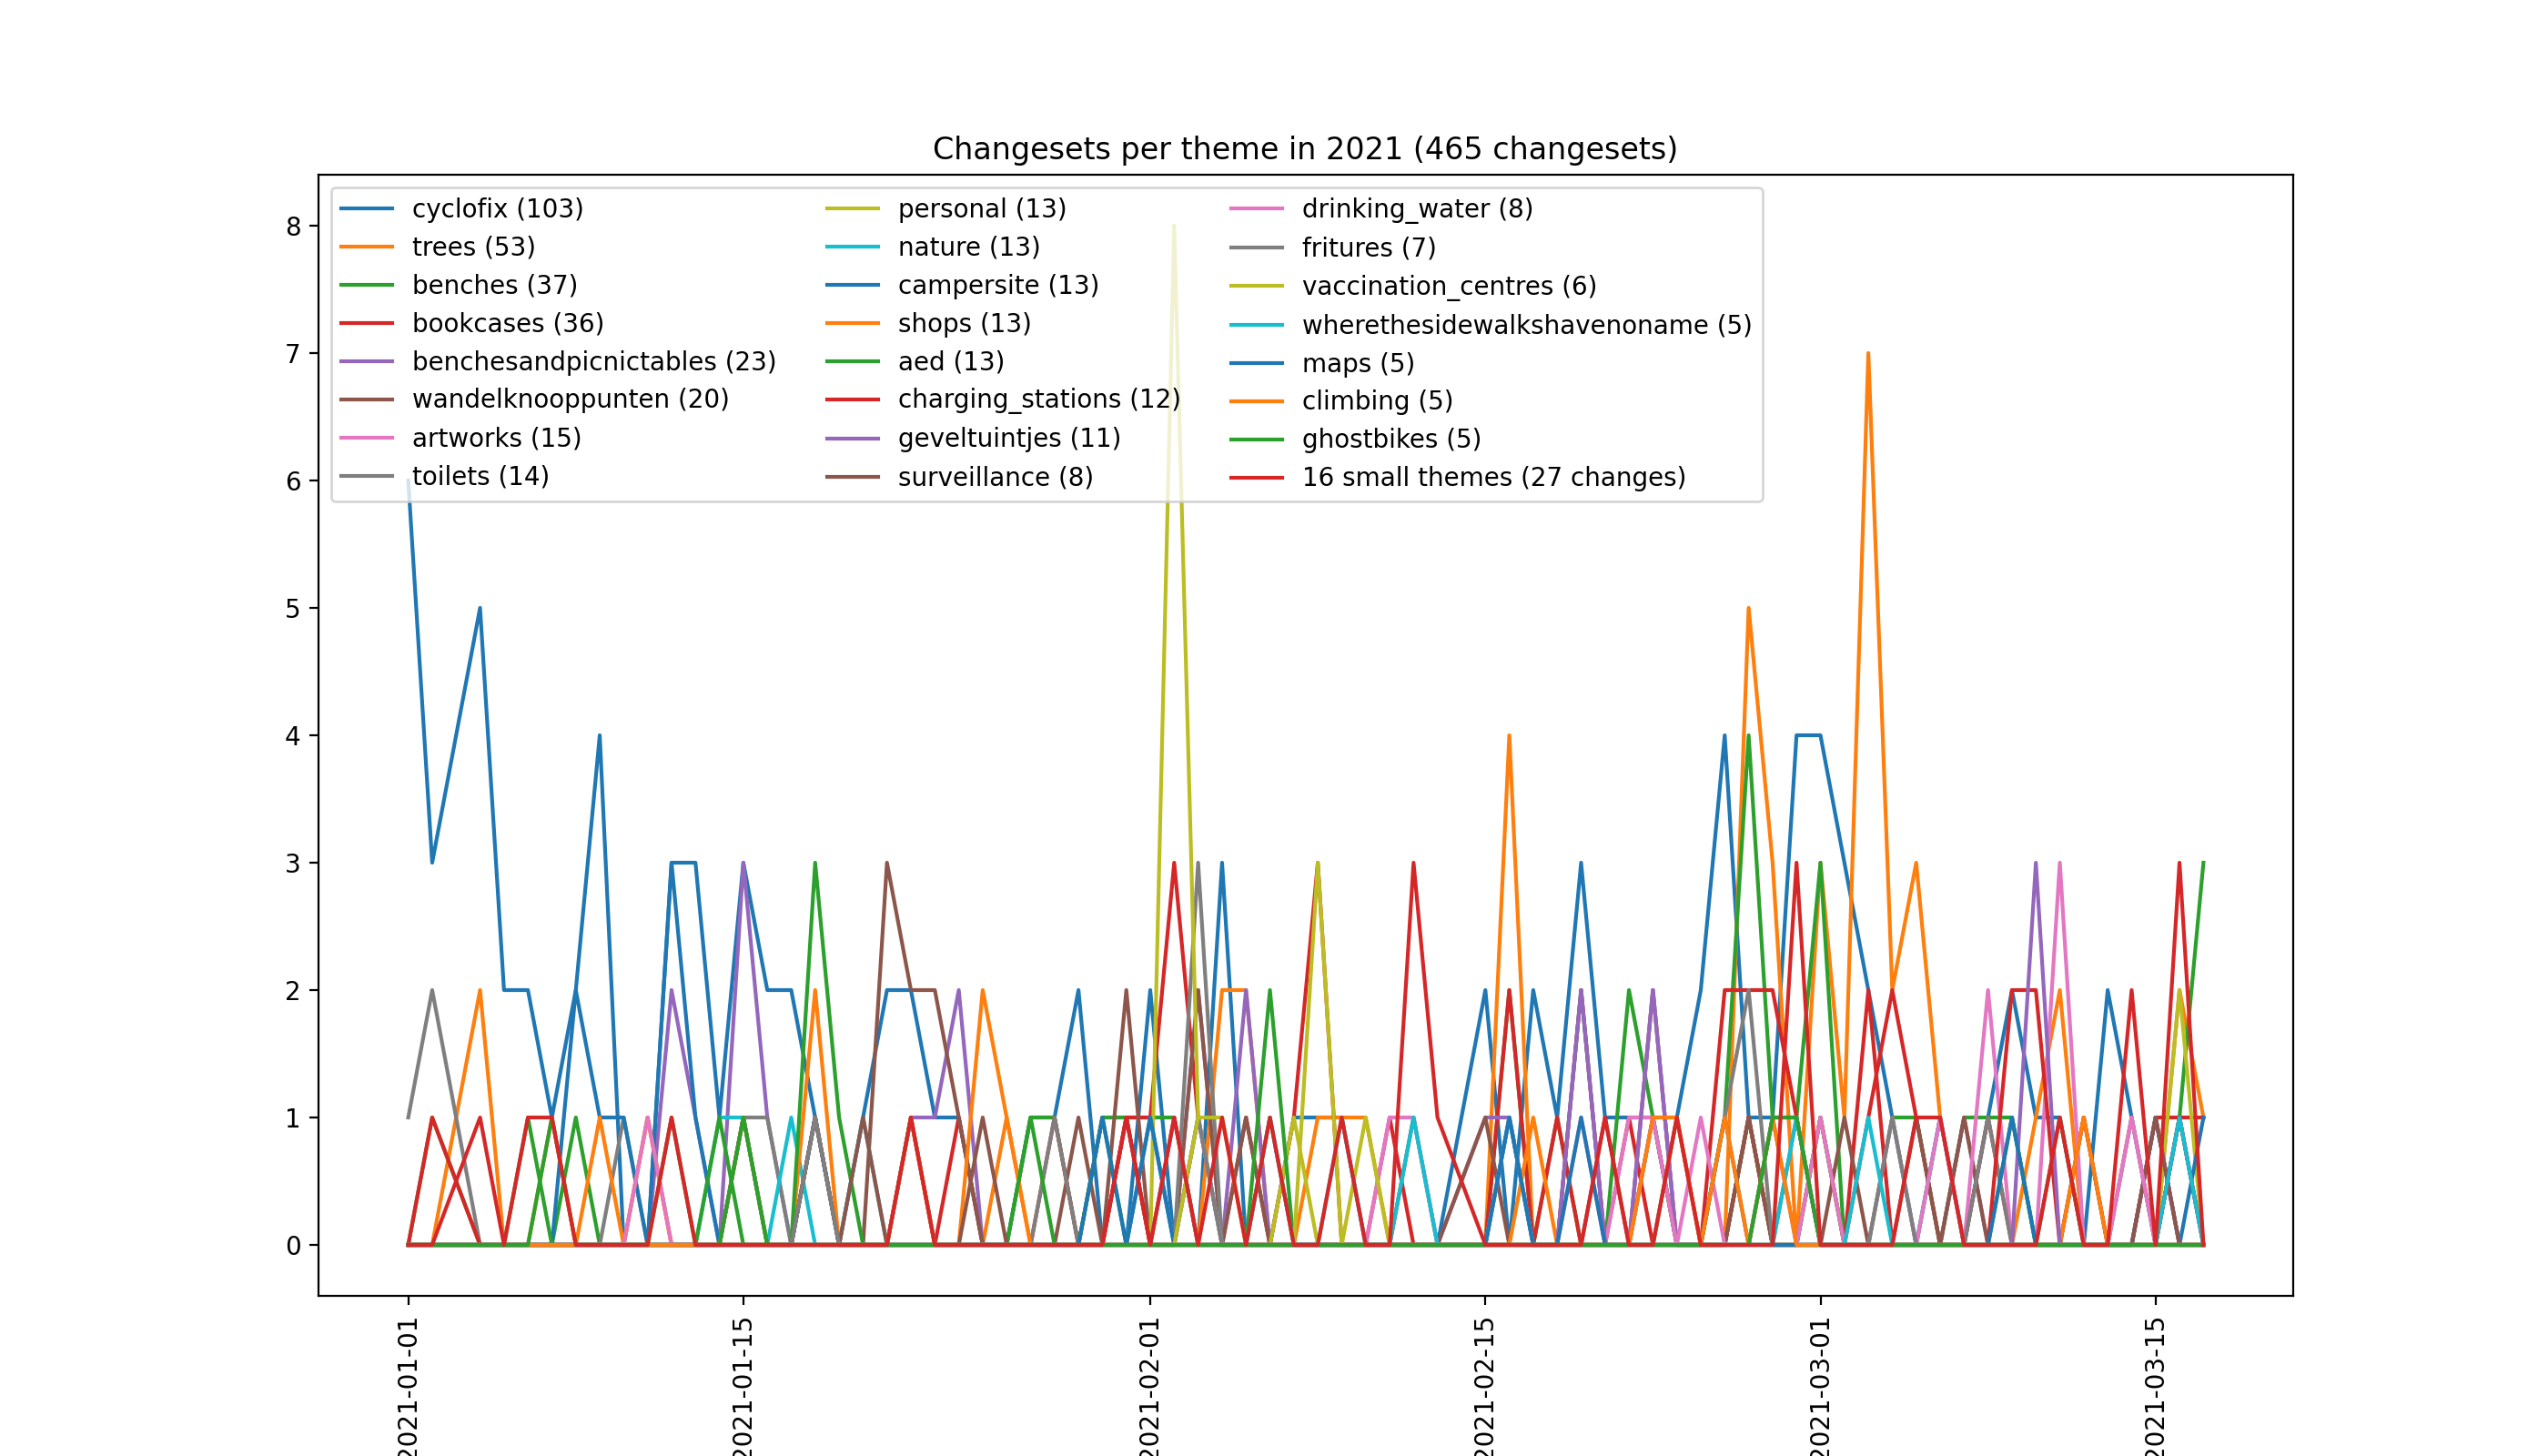 Changesets per theme in 2021 (465 changesets)
cyclofix (103)
trees (53)
benches (37)
bookcases (36)
benchesandpicnictables (23)
wandelknooppunten (20)
artworks (15)
toilets (14)
personal (13)
nature (13)
campersite (13)
shops (13)
aed (13)
charging_stations (12)
geveltuintjes (11)
surveillance (8)
drinking_water (8)
fritures (7)
vaccination_centres (6)
wherethesidewalkshavenoname (5)
maps (5)
climbing (5)
ghostbikes (5)
16 small themes (27 changes)
8
7
6
5
4
3
2
1
0
2021-01-01
2021-01-15
2021-02-01
2021-02-15
2021-03-01
2021-03-15